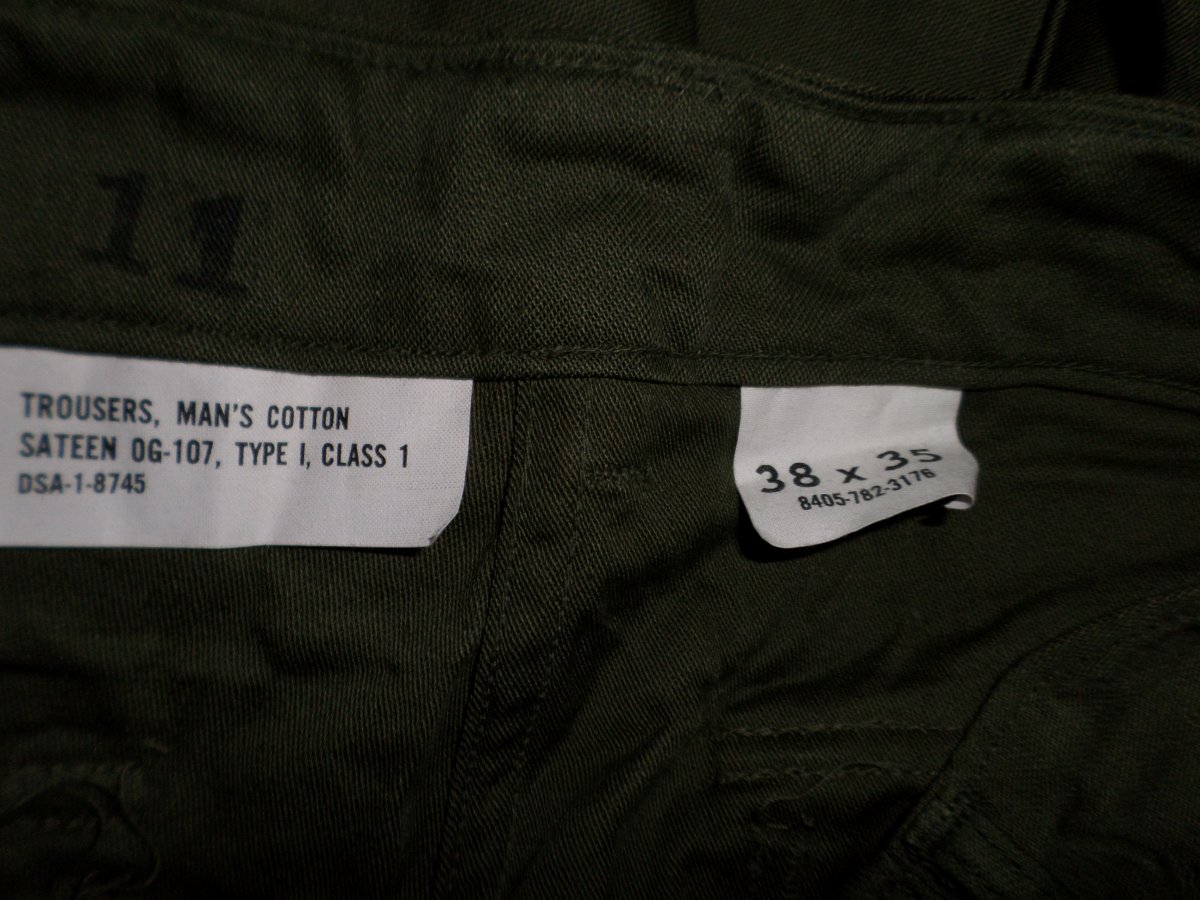 11
TROUSERS, MAN'S COTTON
SATEEN OG-107, TYPE I, CLASS 1
DSA-1-8745
38 x 35
8405-782-3176